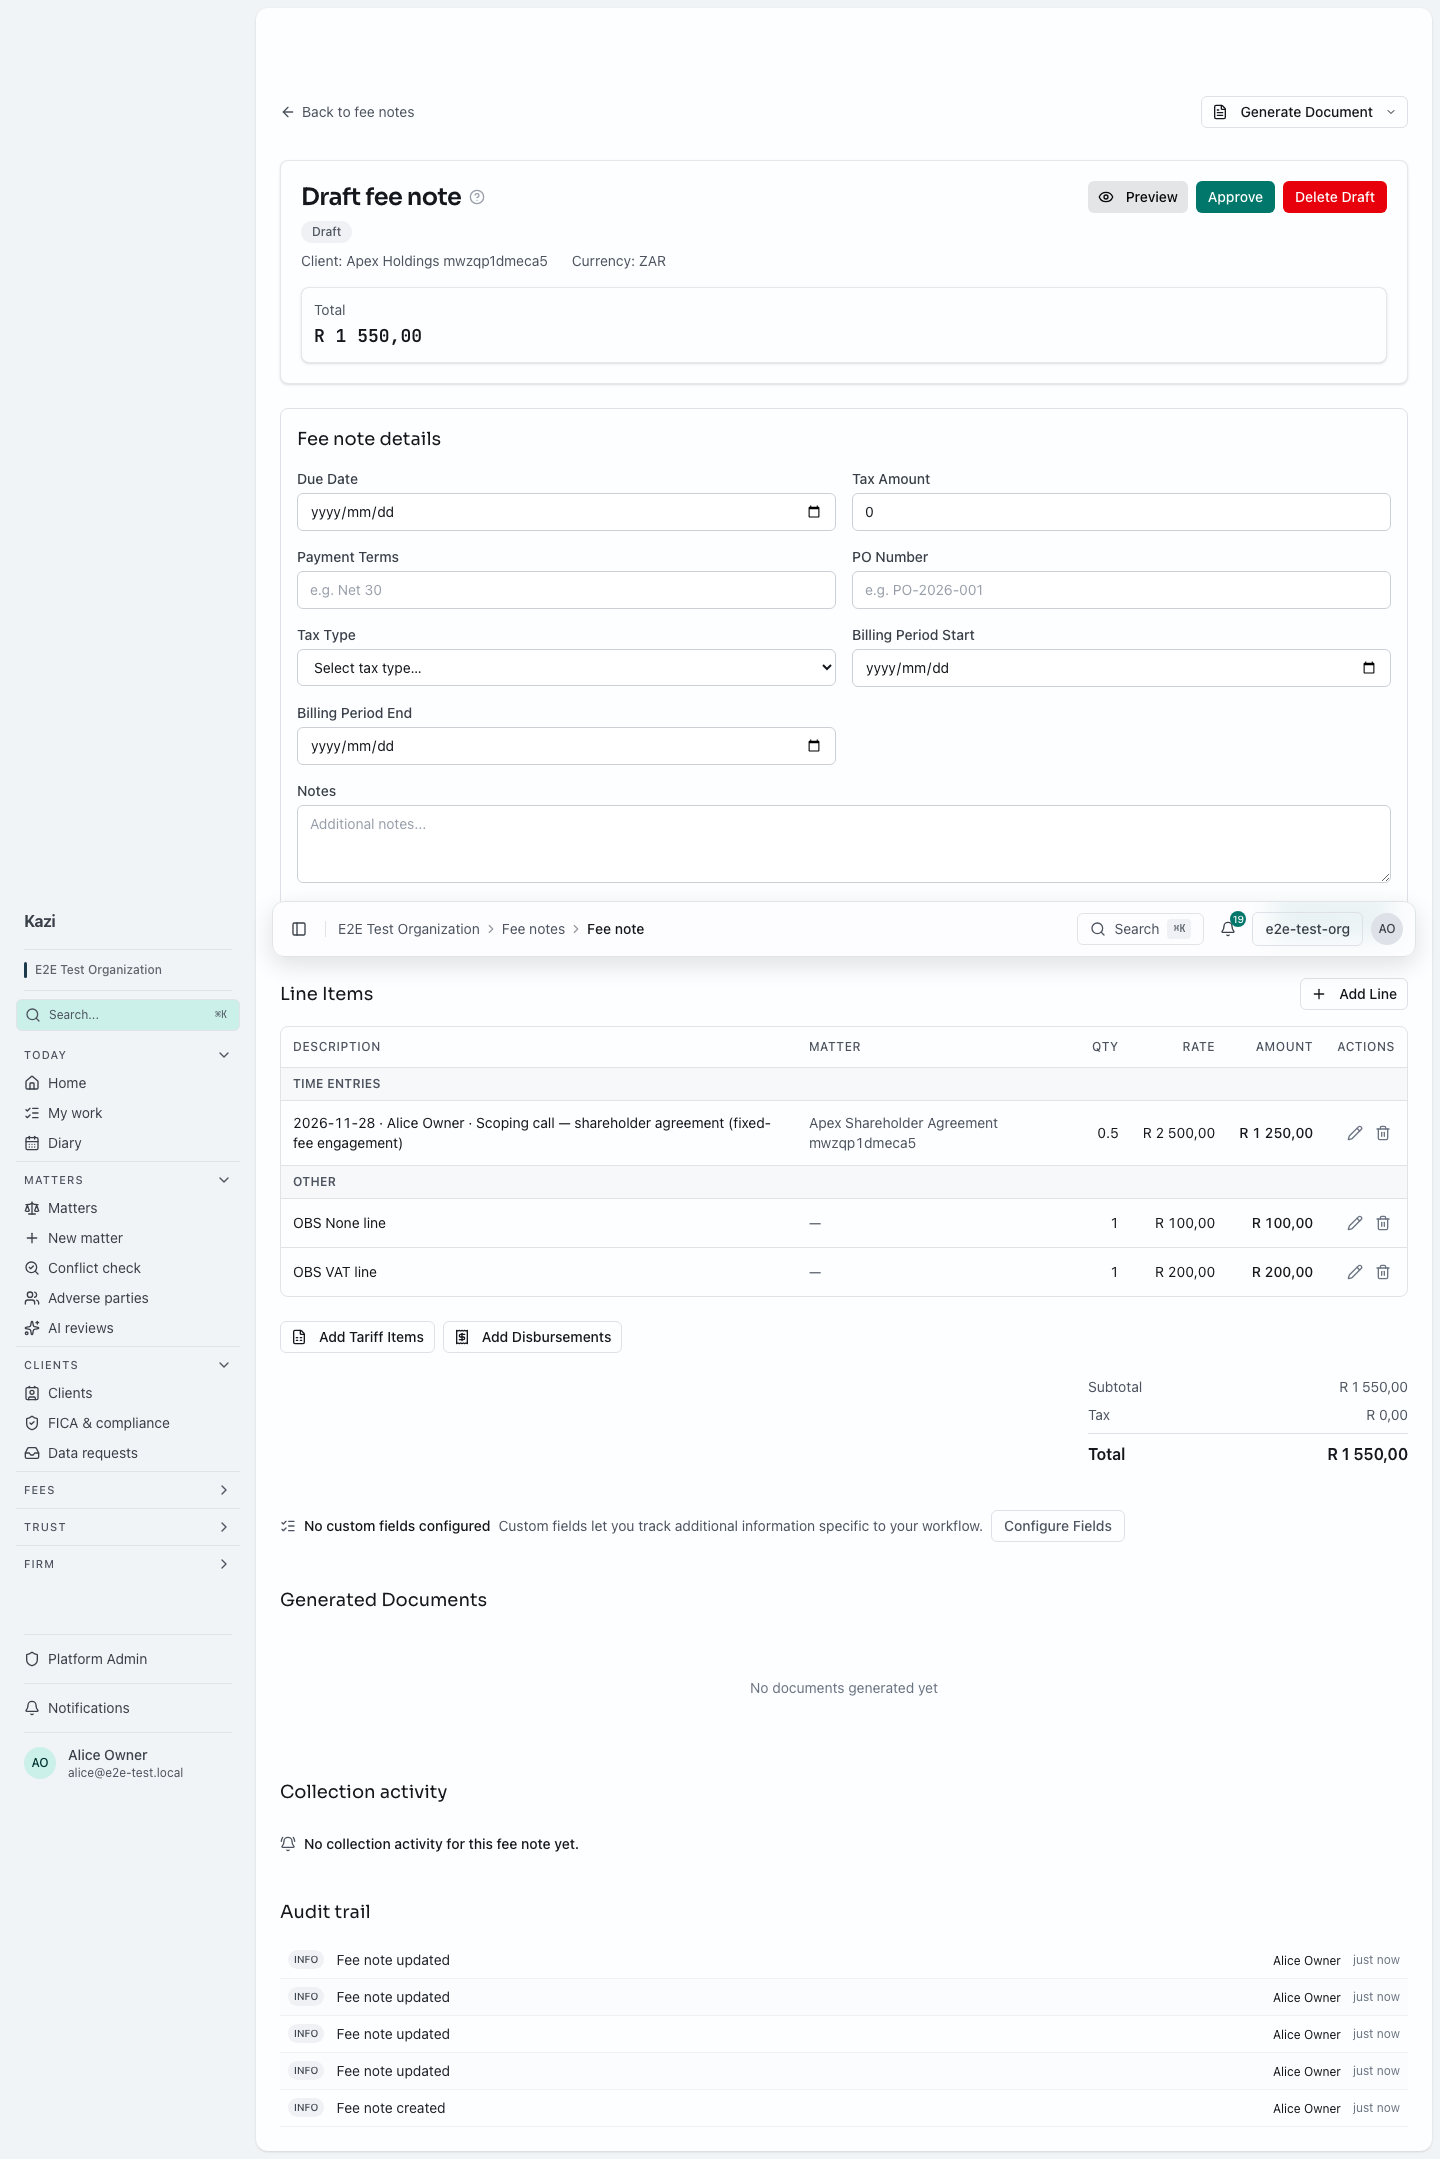 Back to fee notes
Generate Document
Draft fee note
Preview
Approve
Delete Draft
Draft
Client: Apex Holdings mwzqp1dmeca5
Currency: ZAR
Total
R 1 550,00
Fee note details
Due Date
Tax Amount
yyyy/mm/dd
0
Payment Terms
PO Number
e.g. Net 30
e.g. PO-2026-001
Tax Type
Billing Period Start
Select tax type...
yyyy/mm/dd
Billing Period End
yyyy/mm/dd
Notes
Additional notes...
Kazi
E2E Test Organization
Search...
⌘K
TODAY
Home
My work
Diary
MATTERS
Matters
New matter
Conflict check
Adverse parties
AI reviews
CLIENTS
Clients
FICA & compliance
Data requests
FEES
TRUST
FIRM
Platform Admin
Notifications
AO
Alice Owner
alice@e2e-test.local
E2E Test Organization
Fee notes
Fee note
Search
⌘K
19
e2e-test-org
AO
Line Items
Add Line
DESCRIPTION
MATTER
QTY
RATE
AMOUNT
ACTIONS
TIME ENTRIES
2026-11-28 · Alice Owner · Scoping call — shareholder agreement (fixed-
fee engagement)
Apex Shareholder Agreement
mwzqp1dmeca5
0.5
R 2 500,00
R 1 250,00
OTHER
OBS None line
—
1
R 100,00
R 100,00
OBS VAT line
—
1
R 200,00
R 200,00
Add Tariff Items
Add Disbursements
Subtotal
R 1 550,00
Tax
R 0,00
Total
R 1 550,00
No custom fields configured
Custom fields let you track additional information specific to your workflow.
Configure Fields
Generated Documents
No documents generated yet
Collection activity
No collection activity for this fee note yet.
Audit trail
INFO
Fee note updated
Alice Owner
just now
INFO
Fee note updated
Alice Owner
just now
INFO
Fee note updated
Alice Owner
just now
INFO
Fee note updated
Alice Owner
just now
INFO
Fee note created
Alice Owner
just now